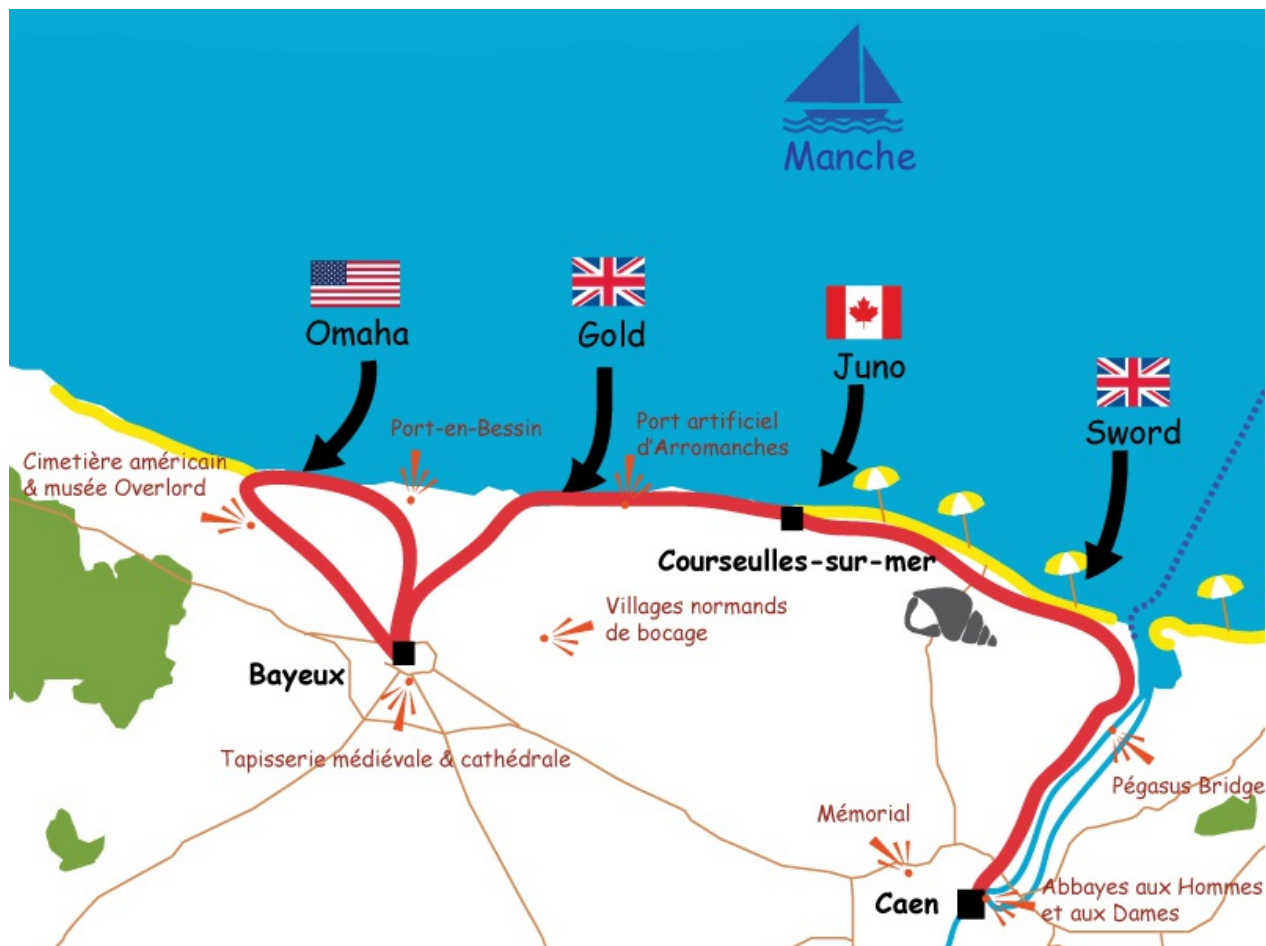 Manche
Omaha
Gold
Juno
Sword
Port-en-Bessin
Port artificiel
d'Arromanches
Cimetière américain
& musée Overlord
Courseulles-sur-mer
Villages normands
de bocage
Bayeux
Tapisserie médiévale & cathédrale
Pégasus Bridge
Mémorial
Caen
Abbayes aux Hommes
et aux Dames